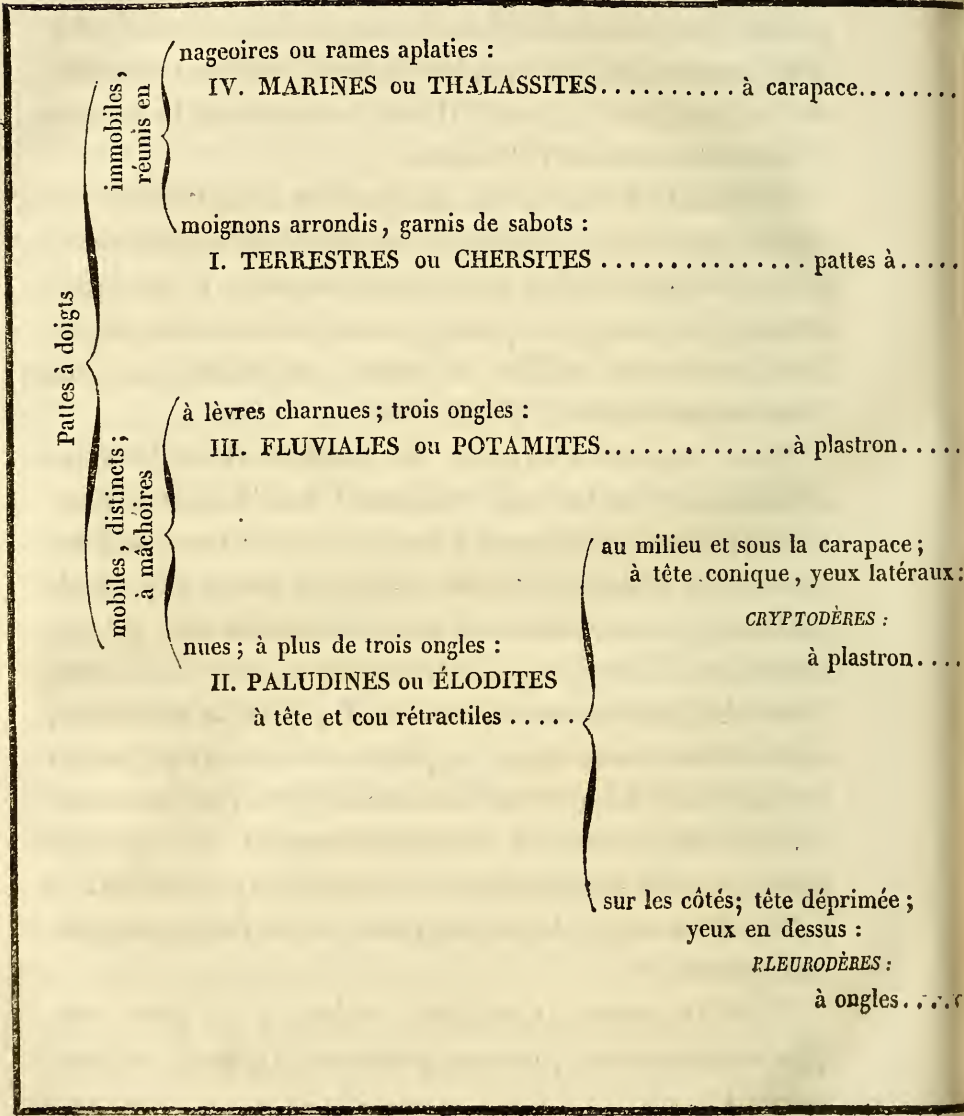 Pattes à doigts
immobiles,
réunis en
nageoires ou rames aplaties :
IV. MARINES ou THALASSITES.......... à carapace........
moignons arrondis, garnis de sabots :
I. TERRESTRES ou CHERSITES ............... pattes à.....
mobiles, distincts;
à mâchoires
à lèvres charnues ; trois ongles :
III. FLUVIALES ou POTAMITES.............. à plastron.....
nues ; à plus de trois ongles :
II. PALUDINES ou ÉLODITES
à tête et cou rétractiles .....
au milieu et sous la carapace ;
à tête conique, yeux latéraux :
CRYPTODÈRES :
à plastron....
sur les côtés; tête déprimée ;
yeux en dessus :
PLEURODÈRES :
à ongles.....